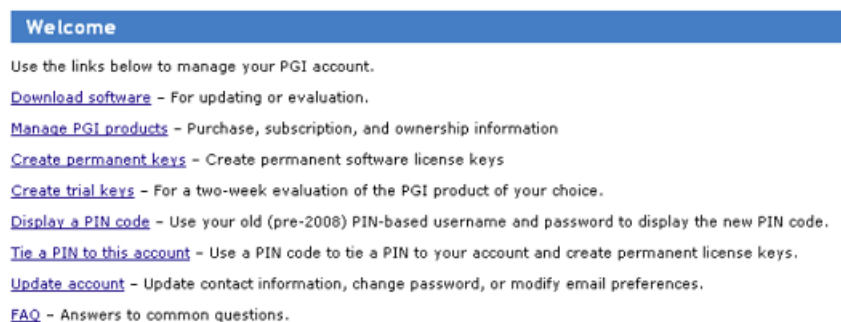 Welcome
Use the links below to manage your PGI account.
Download software – For updating or evaluation.
Manage PGI products – Purchase, subscription, and ownership information
Create permanent keys – Create permanent software license keys
Create trial keys – For a two-week evaluation of the PGI product of your choice.
Display a PIN code – Use your old (pre-2008) PIN-based username and password to display the new PIN code.
Tie a PIN to this account – Use a PIN code to tie a PIN to your account and create permanent license keys.
Update account – Update contact information, change password, or modify email preferences.
FAQ – Answers to common questions.